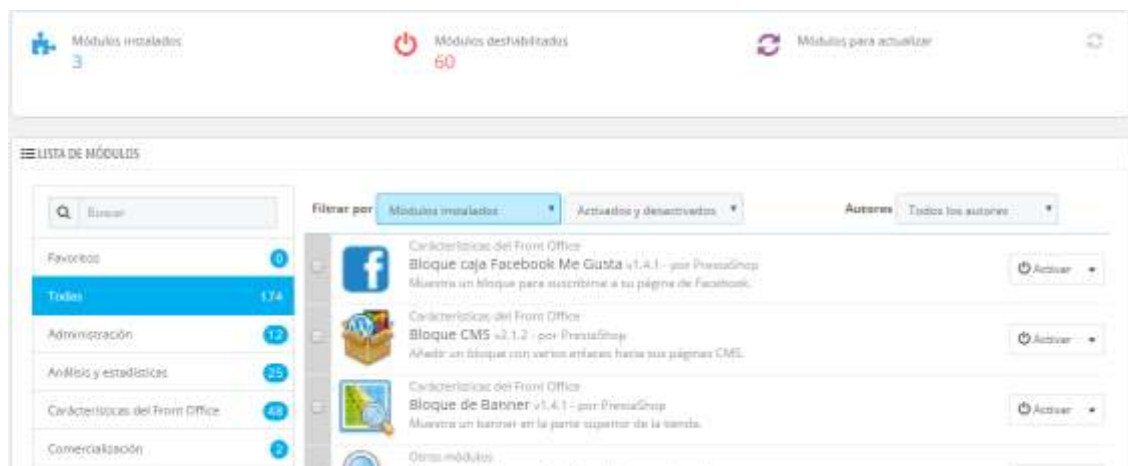 Módulos instalados
3
Módulos deshabilitados
60
Módulos para actualizar
LISTA DE MÓDULOS
Buscar
Filtrar por Módulos instalados Activados y desactivados Autores Todos los autores
Favoritos 0
Todas 174
Administración 12
Análisis y estadísticas 25
Carácterísticas del Front Office 48
Comercialización 2
Carácterísticas del Front Office
Bloque caja Facebook Me Gusta v1.4.1 - por PrestaShop
Muestra un bloque para suscribirse a su página de Facebook.
Activar
Carácterísticas del Front Office
Bloque CMS v2.1.2 - por PrestaShop
Añadir un bloque con varios enlaces hacia sus páginas CMS.
Activar
Carácterísticas del Front Office
Bloque de Banner v1.4.1 - por PrestaShop
Muestra un banner en la parte superior de la tienda.
Activar
Otros módulos